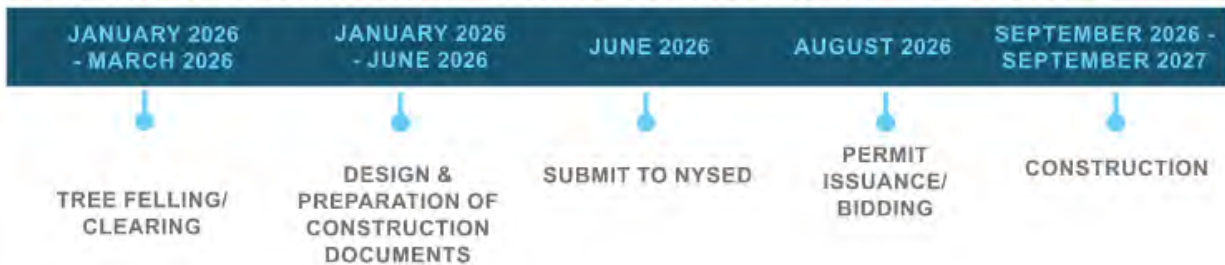 JANUARY 2026
- MARCH 2026
JANUARY 2026
- JUNE 2026
JUNE 2026
AUGUST 2026
SEPTEMBER 2026 -
SEPTEMBER 2027
TREE FELLING/
CLEARING
DESIGN &
PREPARATION OF
CONSTRUCTION
DOCUMENTS
SUBMIT TO NYSED
PERMIT
ISSUANCE/
BIDDING
CONSTRUCTION